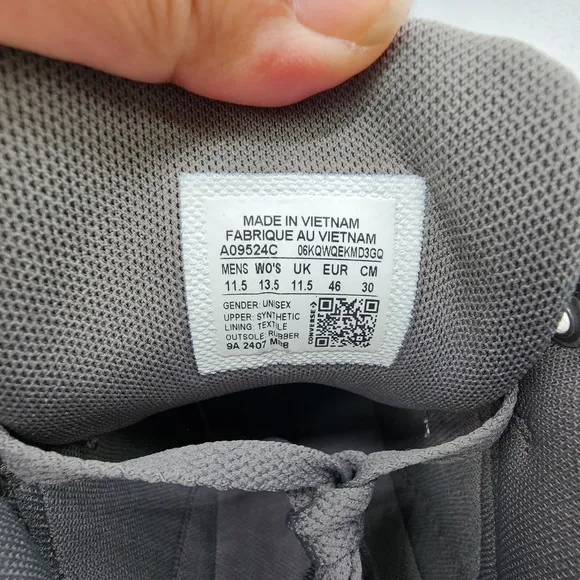 MADE IN VIETNAM
FABRIQUE AU VIETNAM
A09524C 06KQWQEKMD3GQ
MENS WO'S UK EUR CM
11.5 13.5 11.5 46 30
GENDER: UNISEX
UPPER: SYNTHETIC
LINING: TEXTILE
OUTSOLE: RUBBER
9A 2407
CONVERSE